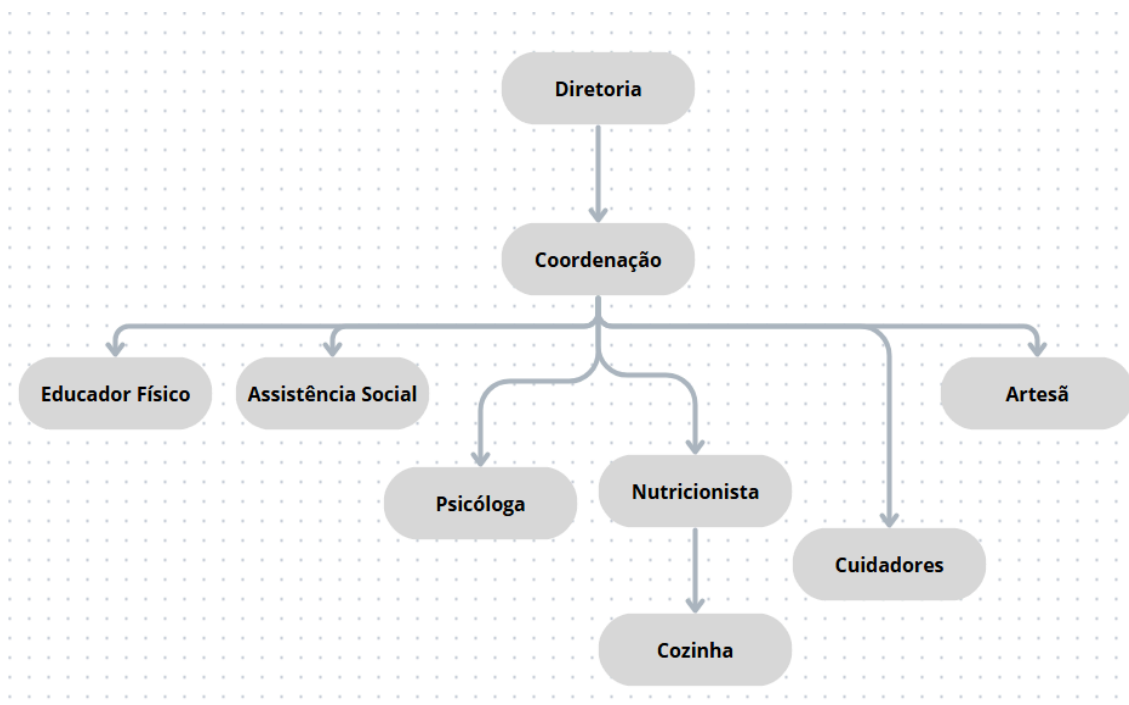 Diretoria
Coordenação
Educador Físico
Assistência Social
Artesã
Psicóloga
Nutricionista
Cuidadores
Cozinha